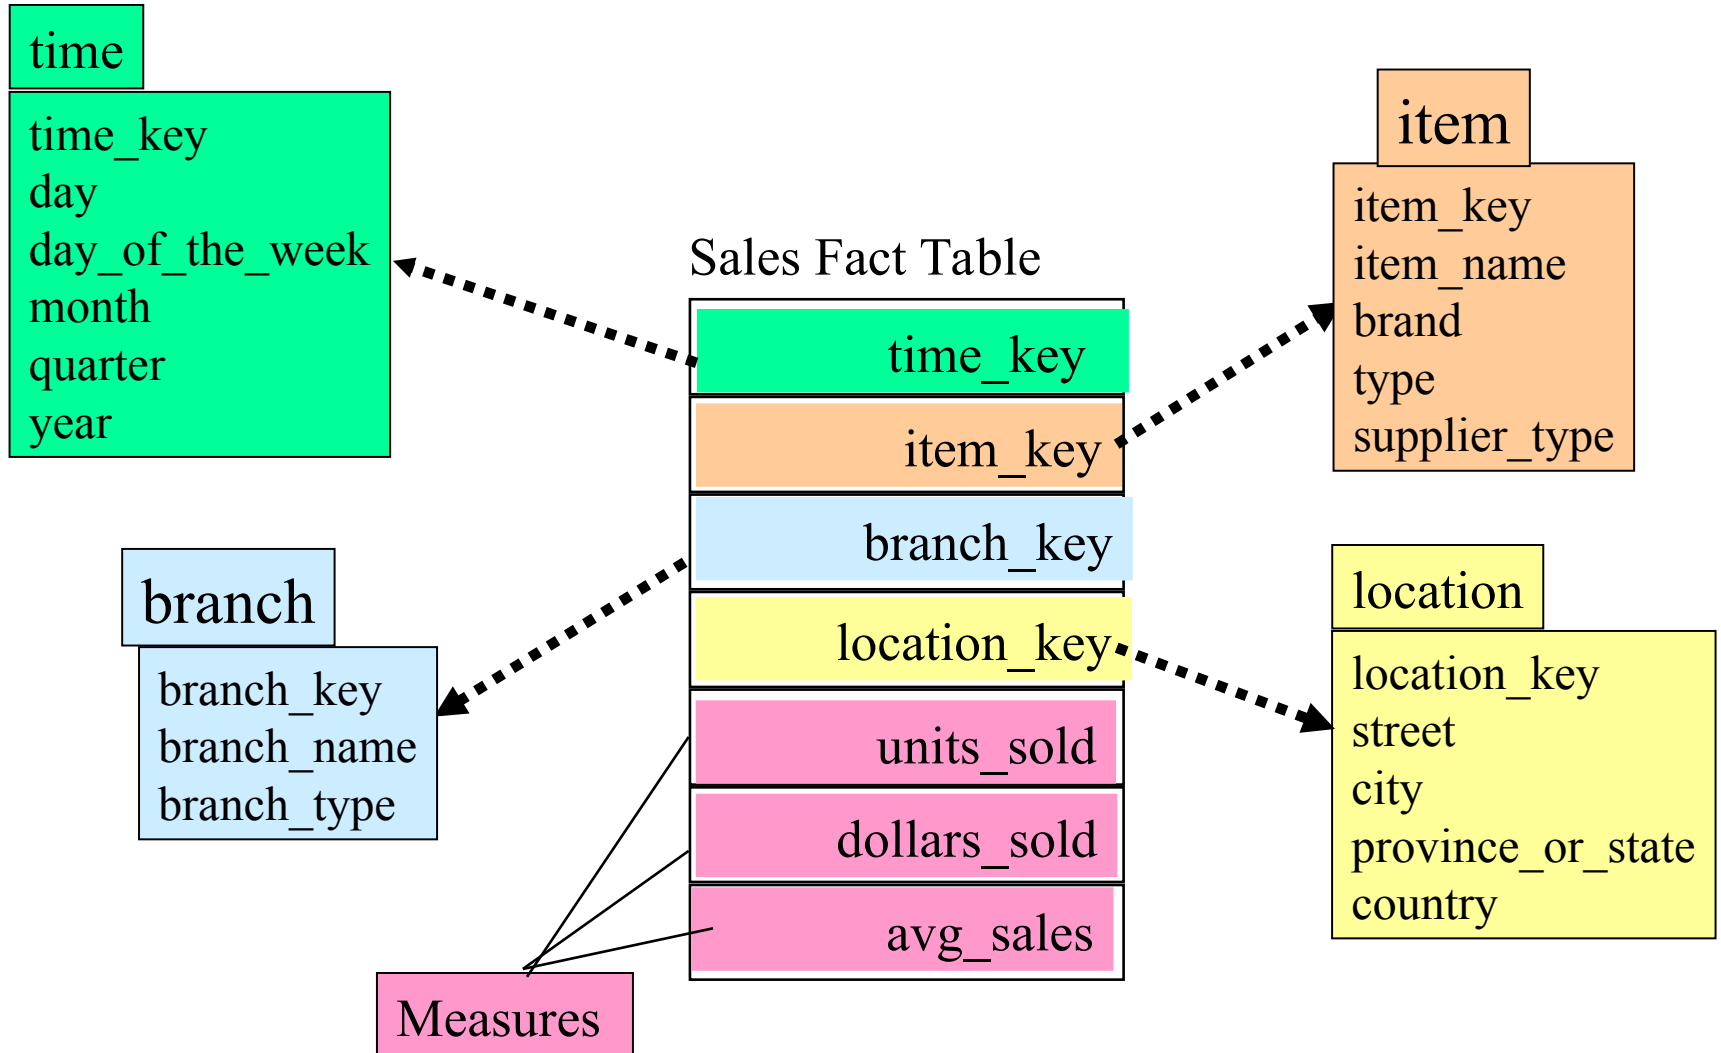 time
time_key
day
day_of_the_week
month
quarter
year
item
item_key
item_name
brand
type
supplier_type
Sales Fact Table
time_key
item_key
branch_key
location_key
units_sold
dollars_sold
avg_sales
branch
branch_key
branch_name
branch_type
location
location_key
street
city
province_or_state
country
Measures